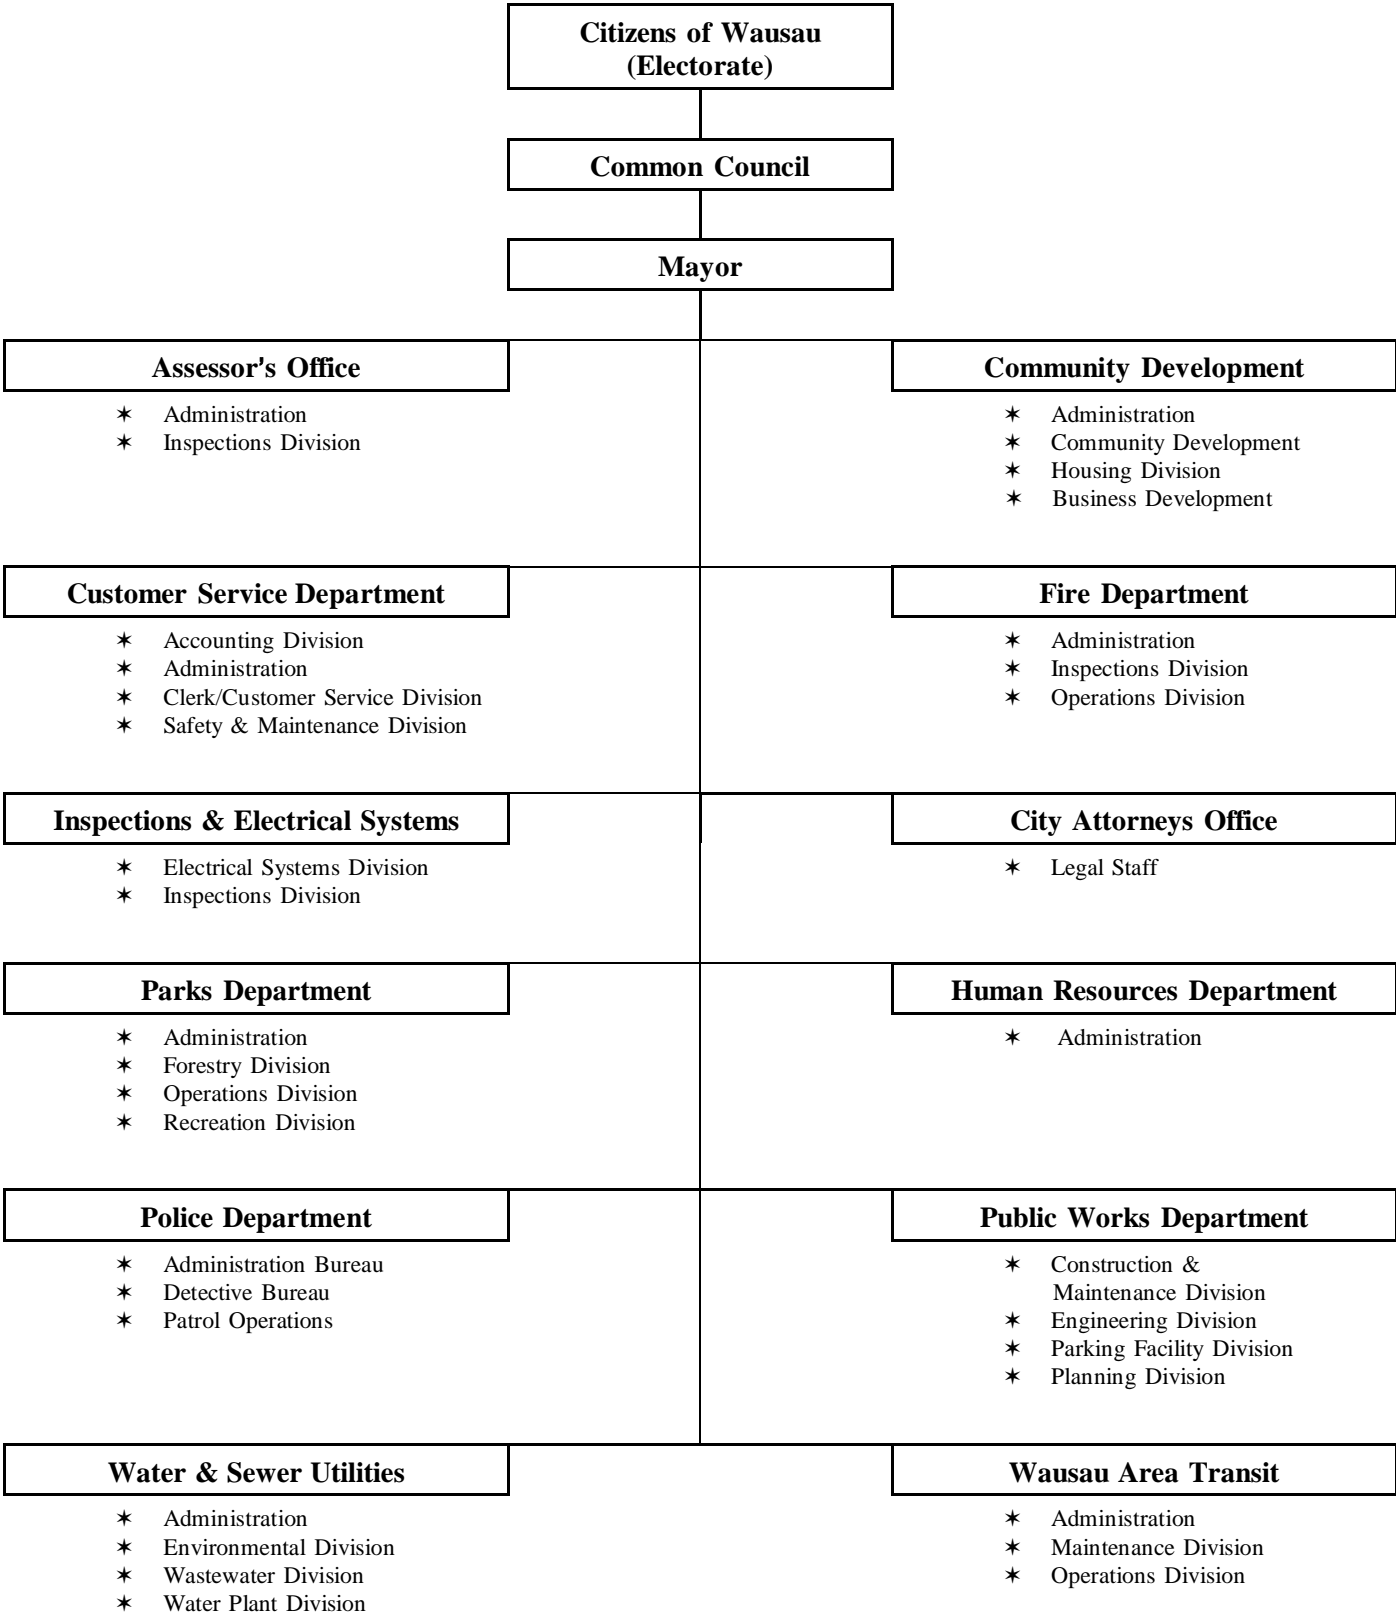 Citizens of Wausau
(Electorate)
Common Council
Mayor
Assessor's Office
✶ Administration
✶ Inspections Division
Community Development
✶ Administration
✶ Community Development
✶ Housing Division
✶ Business Development
Customer Service Department
✶ Accounting Division
✶ Administration
✶ Clerk/Customer Service Division
✶ Safety & Maintenance Division
Fire Department
✶ Administration
✶ Inspections Division
✶ Operations Division
Inspections & Electrical Systems
✶ Electrical Systems Division
✶ Inspections Division
City Attorneys Office
✶ Legal Staff
Parks Department
✶ Administration
✶ Forestry Division
✶ Operations Division
✶ Recreation Division
Human Resources Department
✶ Administration
Police Department
✶ Administration Bureau
✶ Detective Bureau
✶ Patrol Operations
Public Works Department
✶ Construction &
Maintenance Division
✶ Engineering Division
✶ Parking Facility Division
✶ Planning Division
Water & Sewer Utilities
✶ Administration
✶ Environmental Division
✶ Wastewater Division
✶ Water Plant Division
Wausau Area Transit
✶ Administration
✶ Maintenance Division
✶ Operations Division